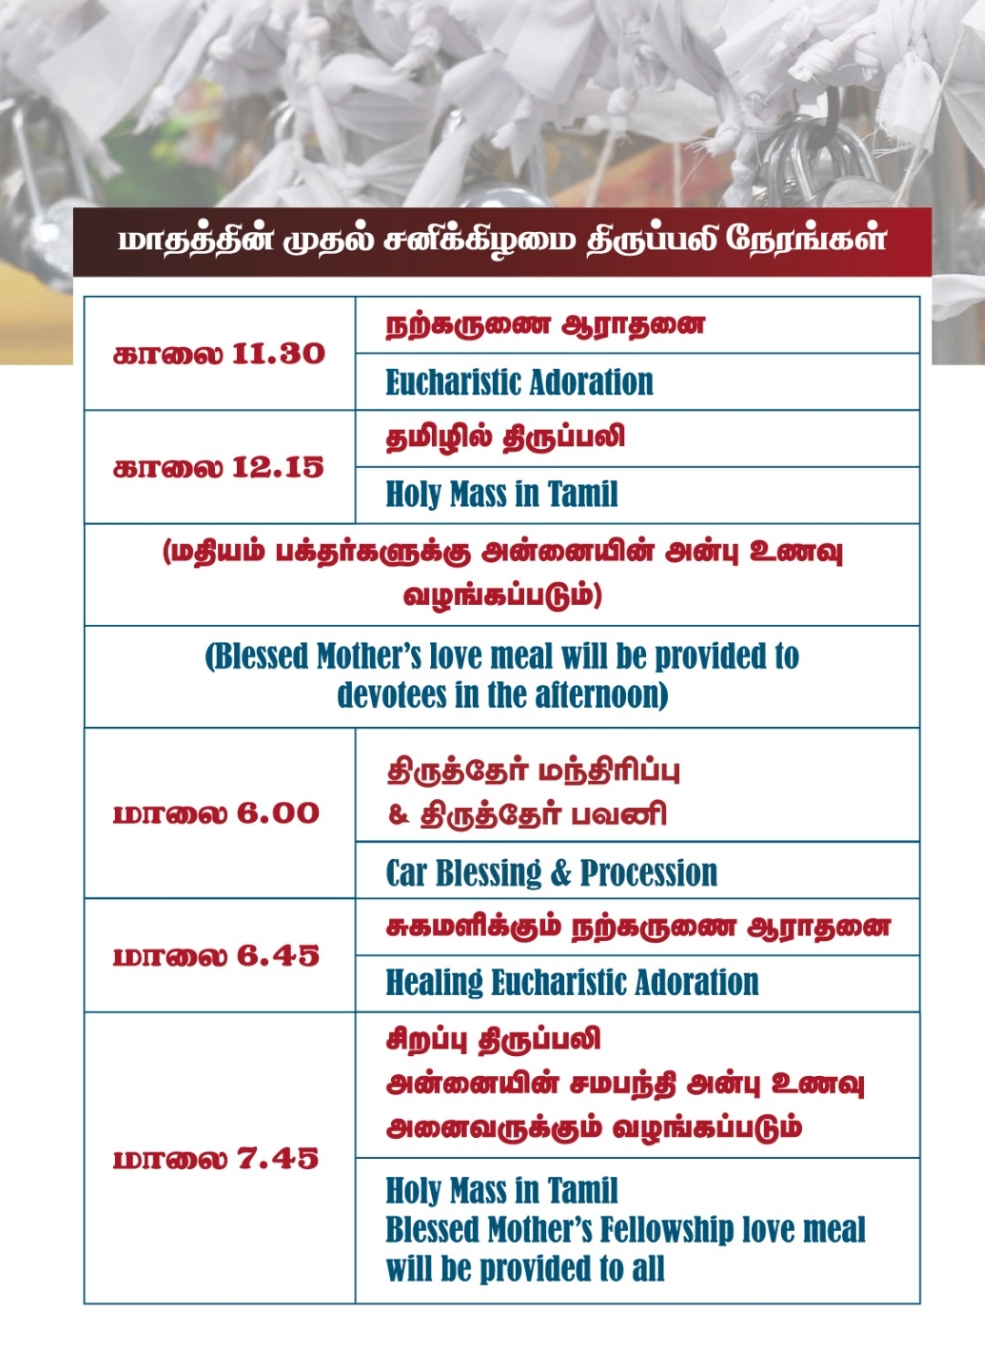 மாதத்தின் முதல் சனிக்கிழமை திருப்பலி நேரங்கள்
காலை 11.30
நற்கருணை ஆராதனை
Eucharistic Adoration
காலை 12.15
தமிழில் திருப்பலி
Holy Mass in Tamil
(மதியம் பக்தர்களுக்கு அன்னையின் அன்பு உணவு
வழங்கப்படும்)
(Blessed Mother's love meal will be provided to
devotees in the afternoon)
மாலை 6.00
திருத்தேர் மந்திரிப்பு
& திருத்தேர் பவணி
Car Blessing & Procession
மாலை 6.45
சுகமளிக்கும் நற்கருணை ஆராதனை
Healing Eucharistic Adoration
மாலை 7.45
சிறப்பு திருப்பலி
அன்னையின் சமபந்தி அன்பு உணவு
அனைவருக்கும் வழங்கப்படும்
Holy Mass in Tamil
Blessed Mother's Fellowship love meal
will be provided to all